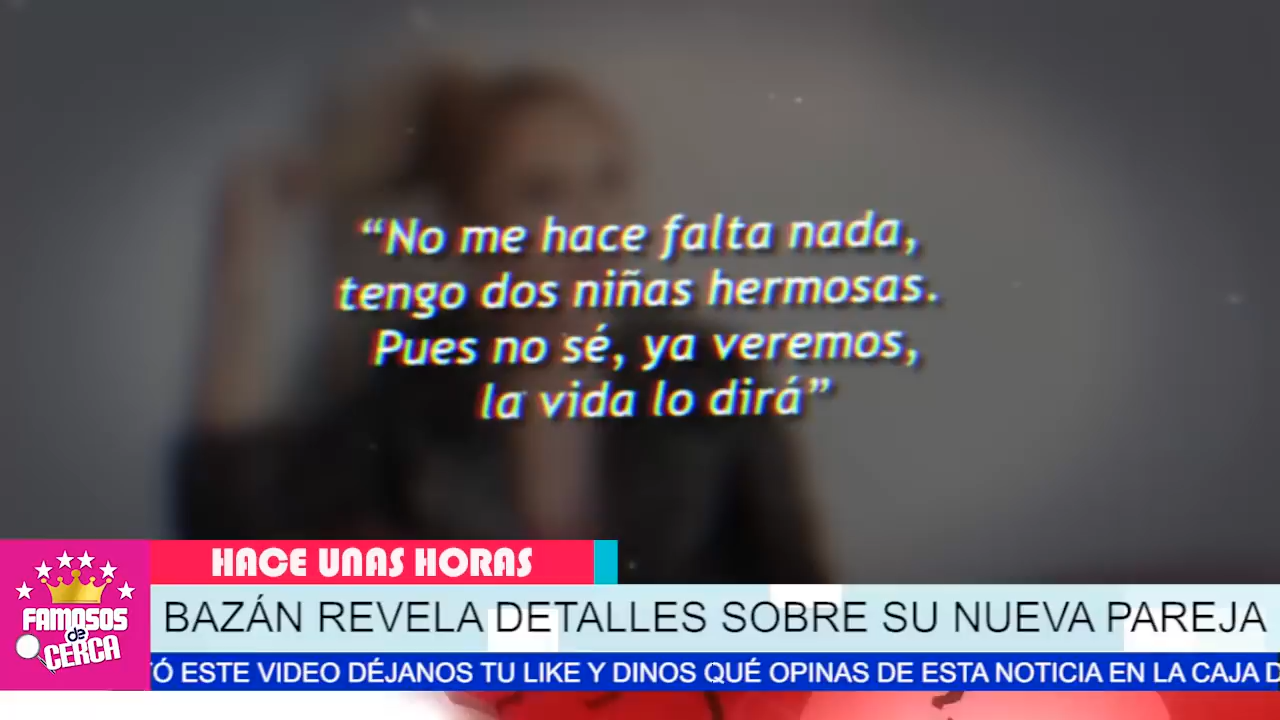 “No me hace falta nada,
tengo dos niñas hermosas.
Pues no sé, ya veremos,
la vida lo dirá”
HACE UNAS HORAS
BAZÁN REVELA DETALLES SOBRE SU NUEVA PAREJA
FAMOSOS
de
CERCA
TÓ ESTE VIDEO DÉJANOS TU LIKE Y DINOS QUÉ OPINAS DE ESTA NOTICIA EN LA CAJA D